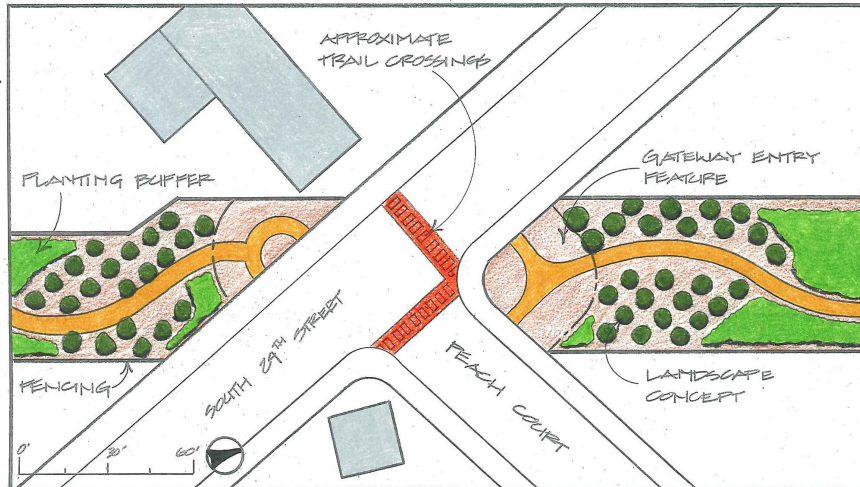 APPROXIMATE
TRAIL CROSSINGS
GATEWAY ENTRY
FEATURE
PLANTING BUFFER
SOUTH 29TH STREET
PEACH COURT
FENCING
LANDSCAPE
CONCEPT
0' 30' 60'